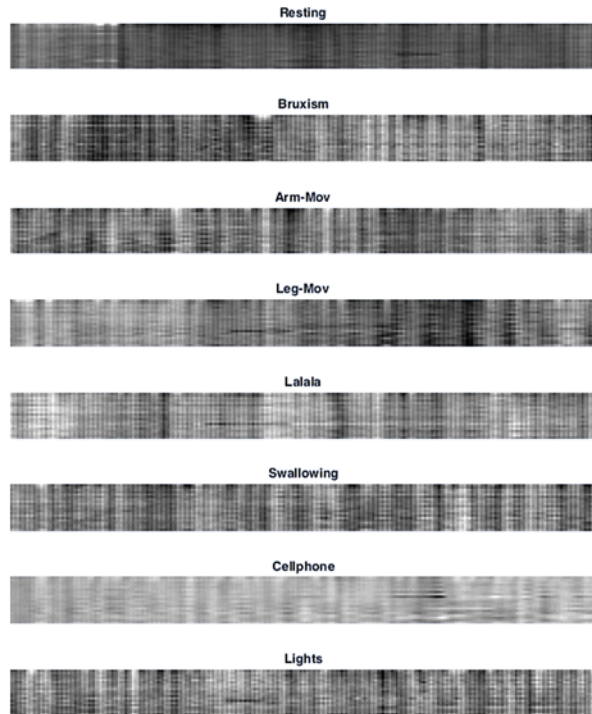 Resting
Bruxism
Arm-Mov
Leg-Mov
Lalala
Swallowing
Cellphone
Lights